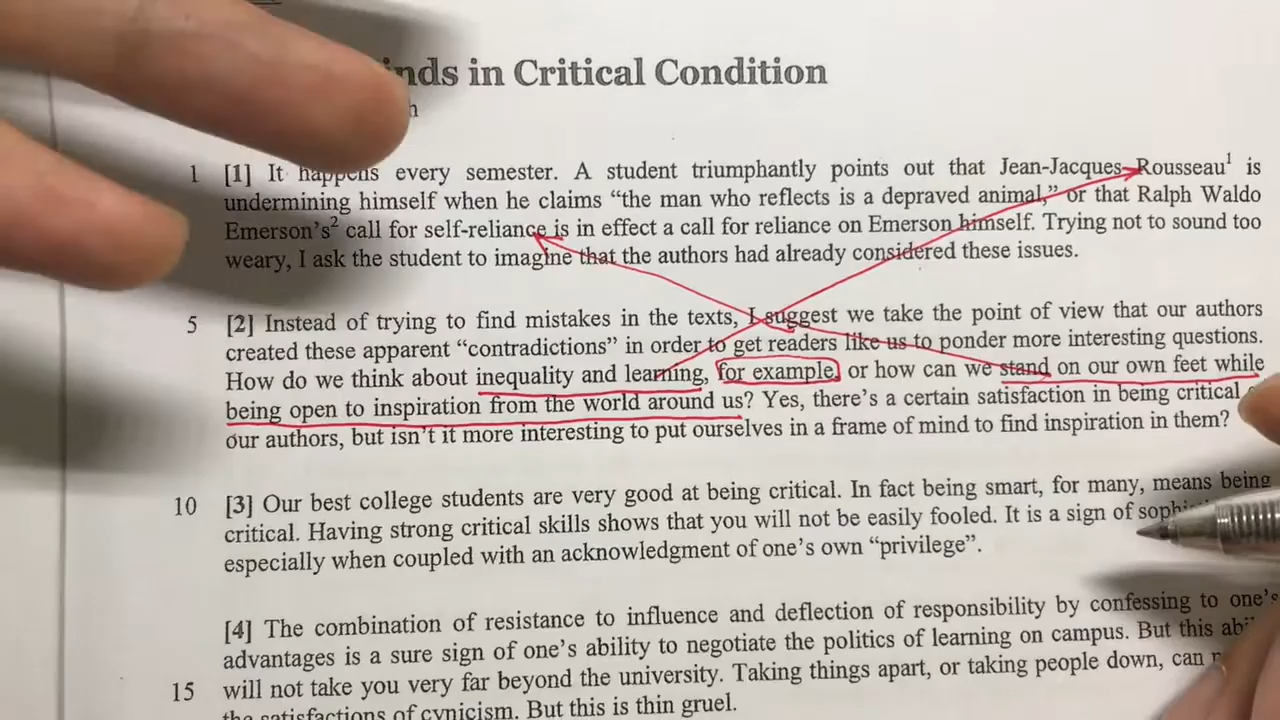 in Critical Condition
1 [1] It happens every semester. A student triumphantly points out that Jean-Jacques Rousseau¹ is
undermining himself when he claims “the man who reflects is a depraved animal,” or that Ralph Waldo
Emerson’s² call for self-reliance is in effect a call for reliance on Emerson himself. Trying not to sound too
weary, I ask the student to imagine that the authors had already considered these issues.
5 [2] Instead of trying to find mistakes in the texts, I suggest we take the point of view that our authors
created these apparent “contradictions” in order to get readers like us to ponder more interesting questions.
How do we think about inequality and learning, for example, or how can we stand on our own feet while
being open to inspiration from the world around us? Yes, there’s a certain satisfaction in being critical
our authors, but isn’t it more interesting to put ourselves in a frame of mind to find inspiration in them?
10 [3] Our best college students are very good at being critical. In fact being smart, for many, means being
critical. Having strong critical skills shows that you will not be easily fooled. It is a sign of
especially when coupled with an acknowledgment of one’s own “privilege”.
[4] The combination of resistance to influence and deflection of responsibility by confessing to one’s
advantages is a sure sign of one’s ability to negotiate the politics of learning on campus. But this
15 will not take you very far beyond the university. Taking things apart, or taking people down, can
the satisfactions of cynicism. But this is thin gruel.